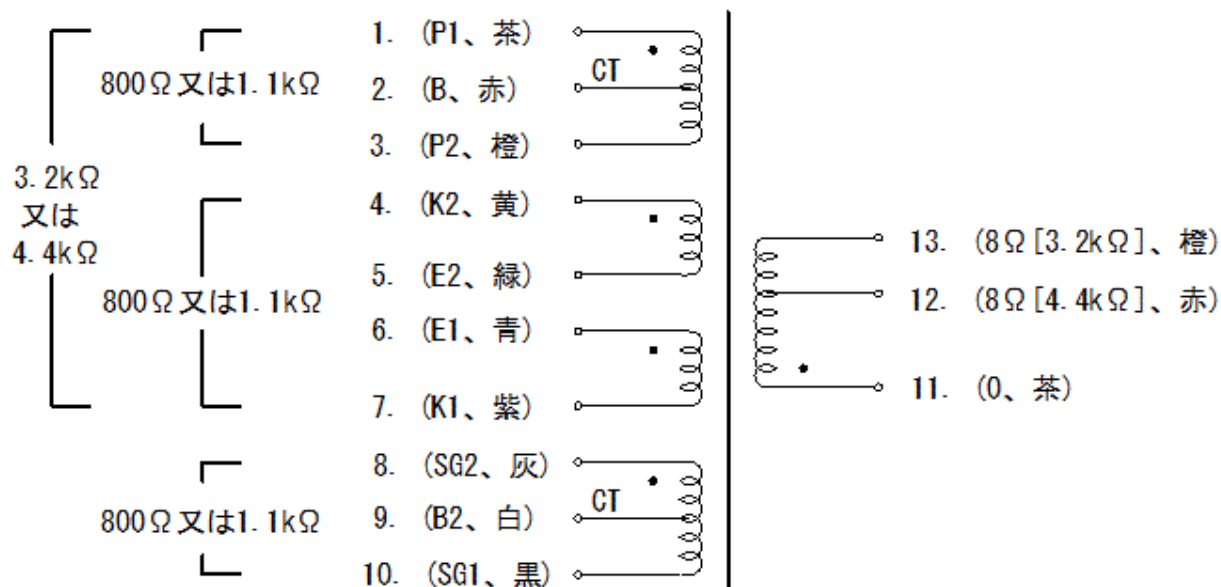 3.2kΩ
又は
4.4kΩ
800Ω又は1.1kΩ
800Ω又は1.1kΩ
800Ω又は1.1kΩ
1. (P1、茶)
2. (B、赤)
3. (P2、橙)
4. (K2、黄)
5. (E2、緑)
6. (E1、青)
7. (K1、紫)
8. (SG2、灰)
9. (B2、白)
10. (SG1、黒)
CT
CT
13. (8Ω[3.2kΩ]、橙)
12. (8Ω[4.4kΩ]、赤)
11. (0、茶)